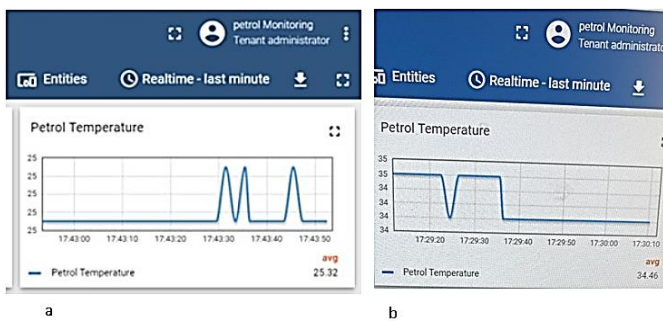 petrol Monitoring
Tenant administrator
Entities
Realtime - last minute
Petrol Temperature
25
25
25
25
25
17:43:00 17:43:10 17:43:20 17:43:30 17:43:40 17:43:50
avg
Petrol Temperature 25.32
a
petrol Monitoring
Tenant administrato
Entities
Realtime - last minute
Petrol Temperature
35
35
34
34
34
17:29:20 17:29:30 17:29:40 17:29:50 17:30:00 17:30:10
avg
Petrol Temperature 34.46
b